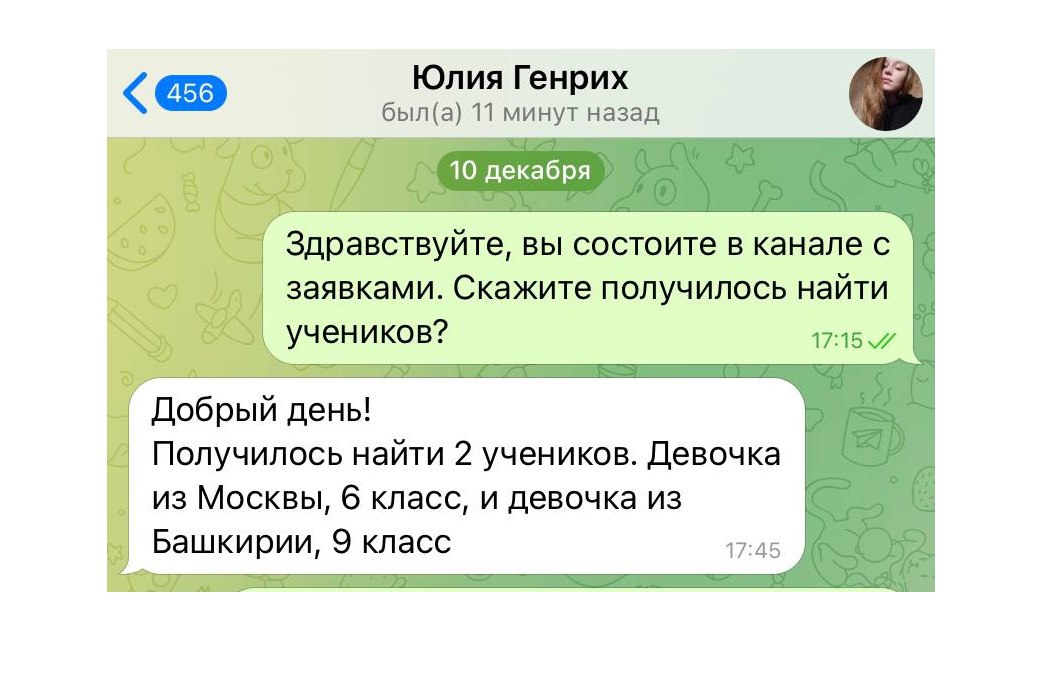 456
Юлия Генрих
был(а) 11 минут назад
10 декабря
Здравствуйте, вы состоите в канале с
заявками. Скажите получилось найти
учеников?
17:15
Добрый день!
Получилось найти 2 учеников. Девочка
из Москвы, 6 класс, и девочка из
Башкирии, 9 класс
17:45